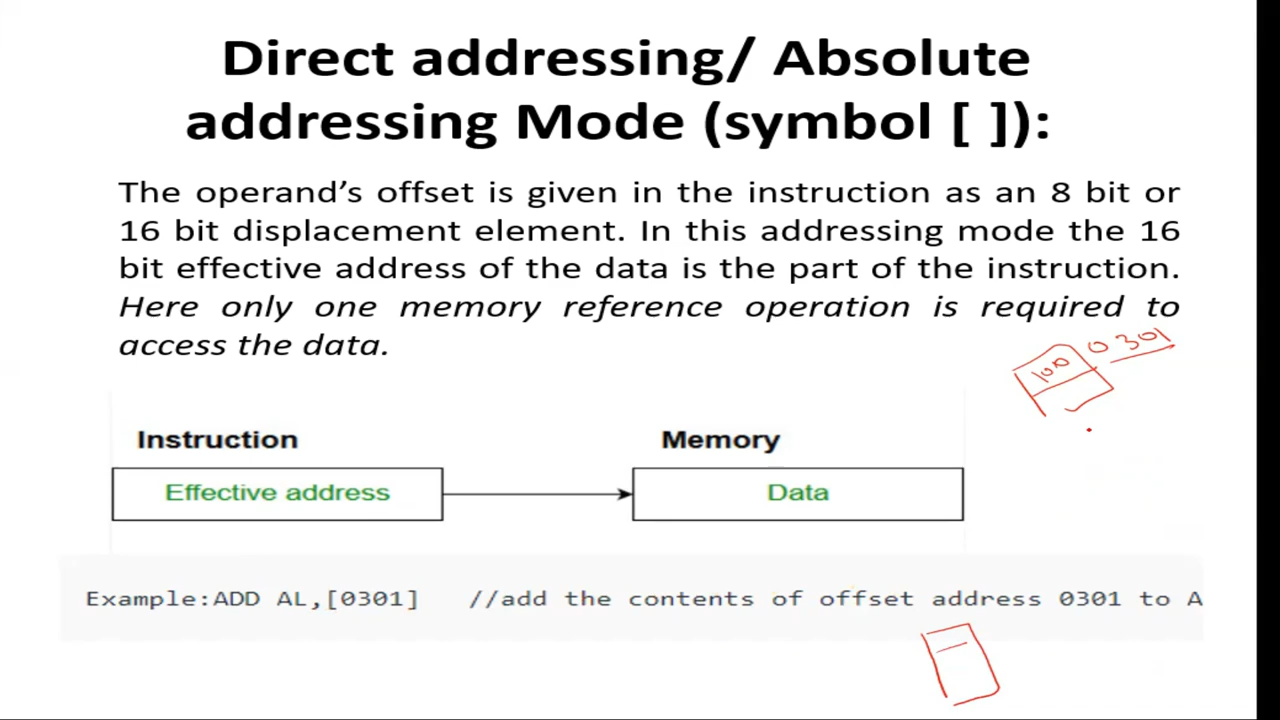 Direct addressing/ Absolute
addressing Mode (symbol [ ]):
The operand's offset is given in the instruction as an 8 bit or
16 bit displacement element. In this addressing mode the 16
bit effective address of the data is the part of the instruction.
Here only one memory reference operation is required to
access the data.
100 0301
Instruction Memory
Effective address Data
Example:ADD AL,[0301] //add the contents of offset address 0301 to A